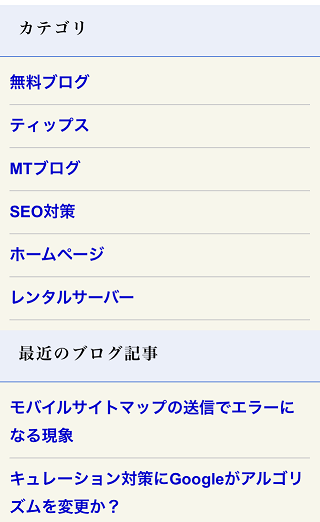 カテゴリ
無料ブログ
ティップス
MTブログ
SEO対策
ホームページ
レンタルサーバー
最近のブログ記事
モバイルサイトマップの送信でエラーに
なる現象
キュレーション対策にGoogleがアルゴリ
ズムを変更か？